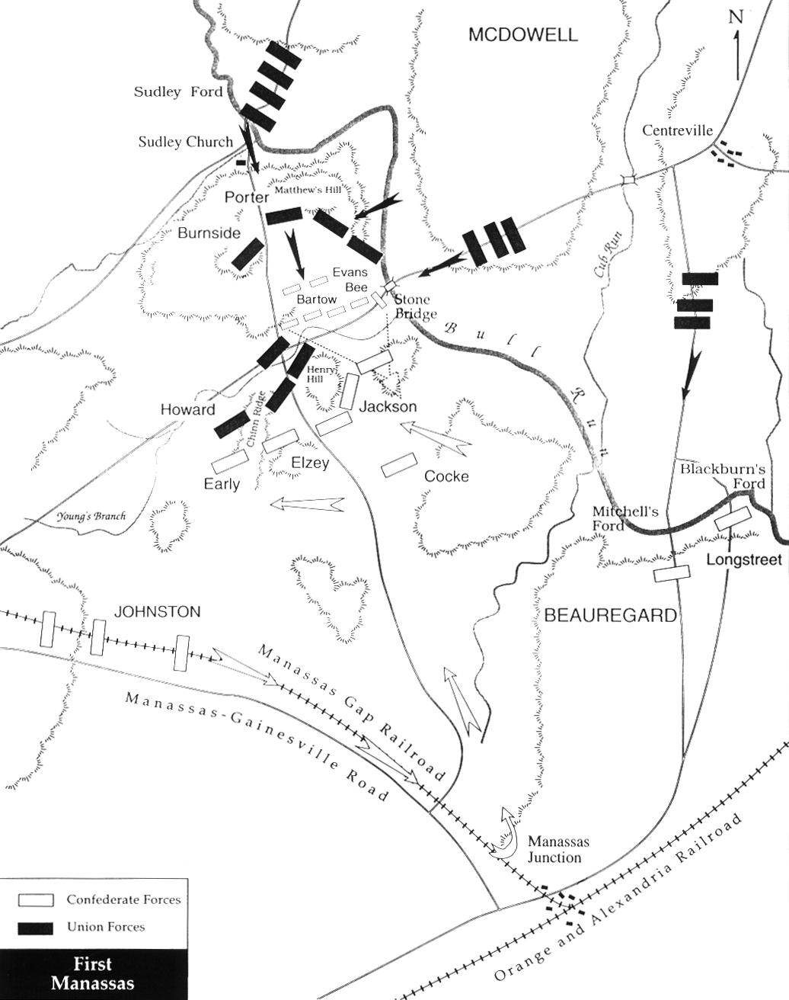 MCDOWELL
N
Sudley Ford
Centreville
Sudley Church
Matthew's Hill
Porter
Burnside
Cub Run
Evans
Bee
Bartow
Stone
Bridge
Bull Run
Henry
Hill
Howard
Chinn Ridge
Jackson
Elzey
Early
Cocke
Blackburn's
Ford
Young's Branch
Mitchell's
Ford
Longstreet
JOHNSTON
BEAUREGARD
Manassas Gap Railroad
Manassas-Gainesville Road
Manassas
Junction
Orange and Alexandria Railroad
Confederate Forces
Union Forces
First
Manassas